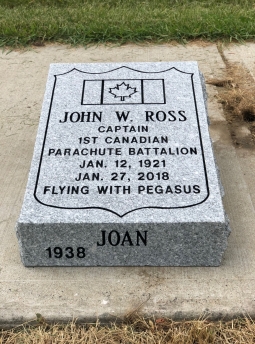 JOHN W. ROSS
CAPTAIN
1ST CANADIAN
PARACHUTE BATTALION
JAN. 12, 1921
JAN. 27, 2018
FLYING WITH PEGASUS
JOAN
1938